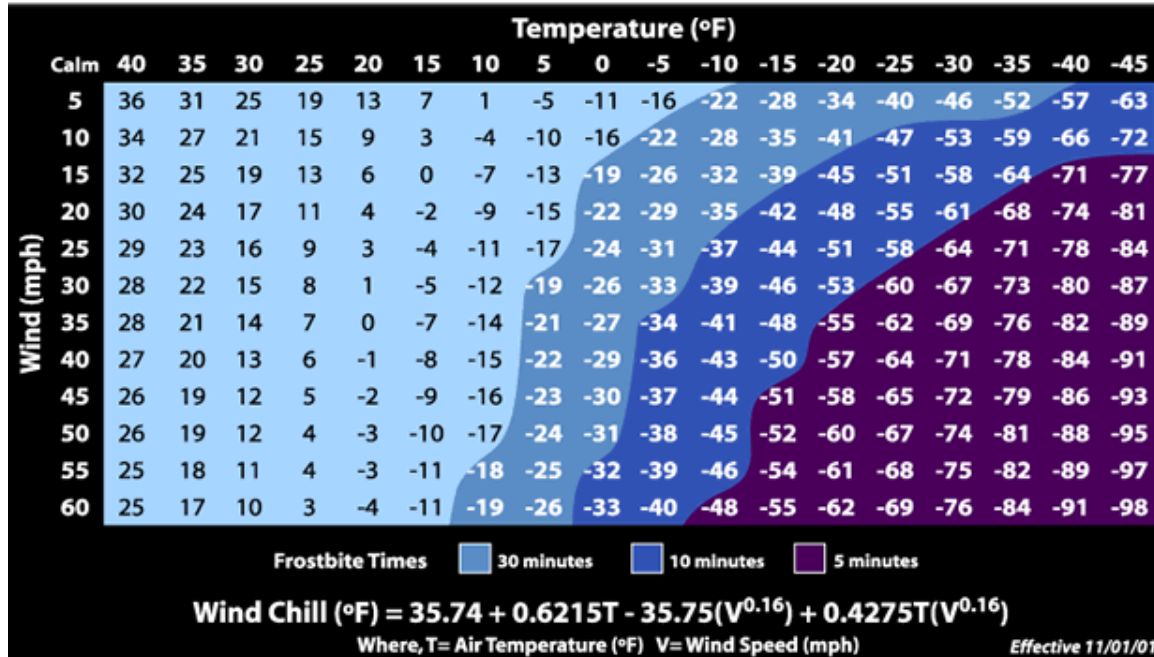 Temperature (ºF)
Calm 40 35 30 25 20 15 10 5 0 -5 -10 -15 -20 -25 -30 -35 -40 -45
5 36 31 25 19 13 7 1 -5 -11 -16 -22 -28 -34 -40 -46 -52 -57 -63
10 34 27 21 15 9 3 -4 -10 -16 -22 -28 -35 -41 -47 -53 -59 -66 -72
15 32 25 19 13 6 0 -7 -13 -19 -26 -32 -39 -45 -51 -58 -64 -71 -77
20 30 24 17 11 4 -2 -9 -15 -22 -29 -35 -42 -48 -55 -61 -68 -74 -81
25 29 23 16 9 3 -4 -11 -17 -24 -31 -37 -44 -51 -58 -64 -71 -78 -84
30 28 22 15 8 1 -5 -12 -19 -26 -33 -39 -46 -53 -60 -67 -73 -80 -87
35 28 21 14 7 0 -7 -14 -21 -27 -34 -41 -48 -55 -62 -69 -76 -82 -89
40 27 20 13 6 -1 -8 -15 -22 -29 -36 -43 -50 -57 -64 -71 -78 -84 -91
45 26 19 12 5 -2 -9 -16 -23 -30 -37 -44 -51 -58 -65 -72 -79 -86 -93
50 26 19 12 4 -3 -10 -17 -24 -31 -38 -45 -52 -60 -67 -74 -81 -88 -95
55 25 18 11 4 -3 -11 -18 -25 -32 -39 -46 -54 -61 -68 -75 -82 -89 -97
60 25 17 10 3 -4 -11 -19 -26 -33 -40 -48 -55 -62 -69 -76 -84 -91 -98
Wind (mph)
Frostbite Times 30 minutes 10 minutes 5 minutes
Wind Chill (ºF) = 35.74 + 0.6215T - 35.75(V^0.16) + 0.4275T(V^0.16)
Where, T= Air Temperature (ºF) V= Wind Speed (mph) Effective 11/01/01